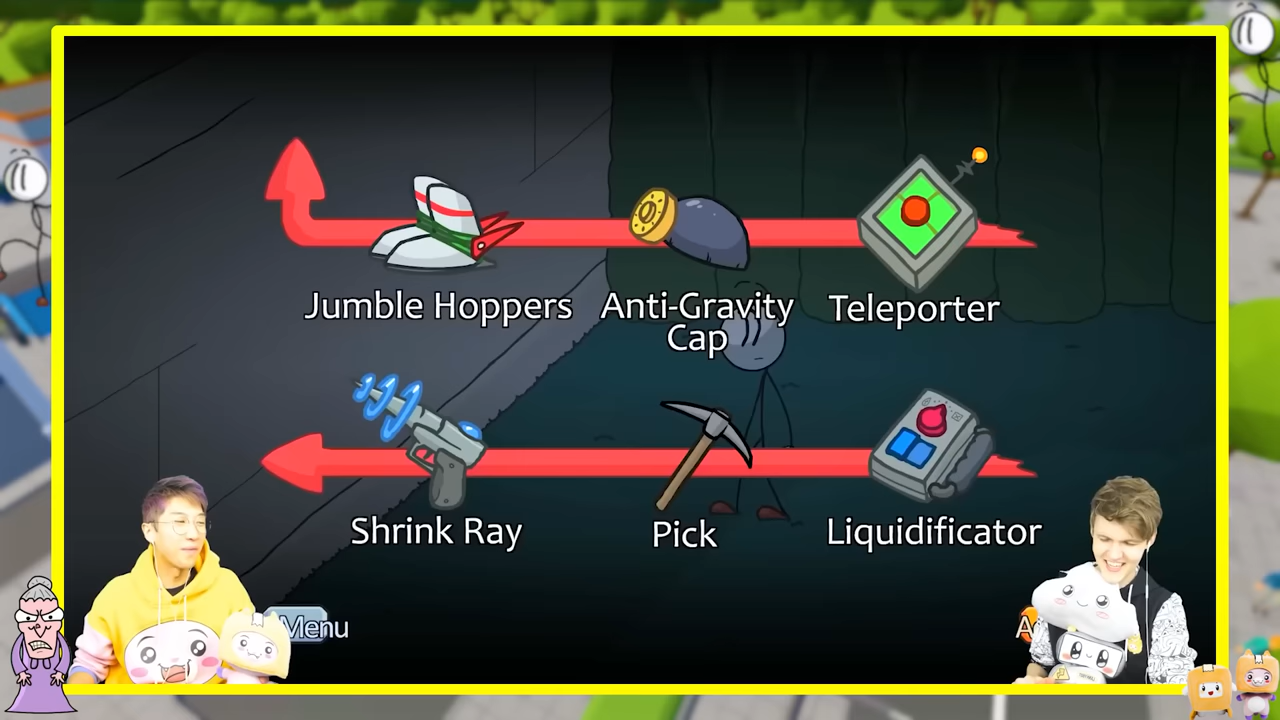 Jumble Hoppers
Anti-Gravity
Cap
Teleporter
Shrink Ray
Pick
Liquidificator
Menu
A